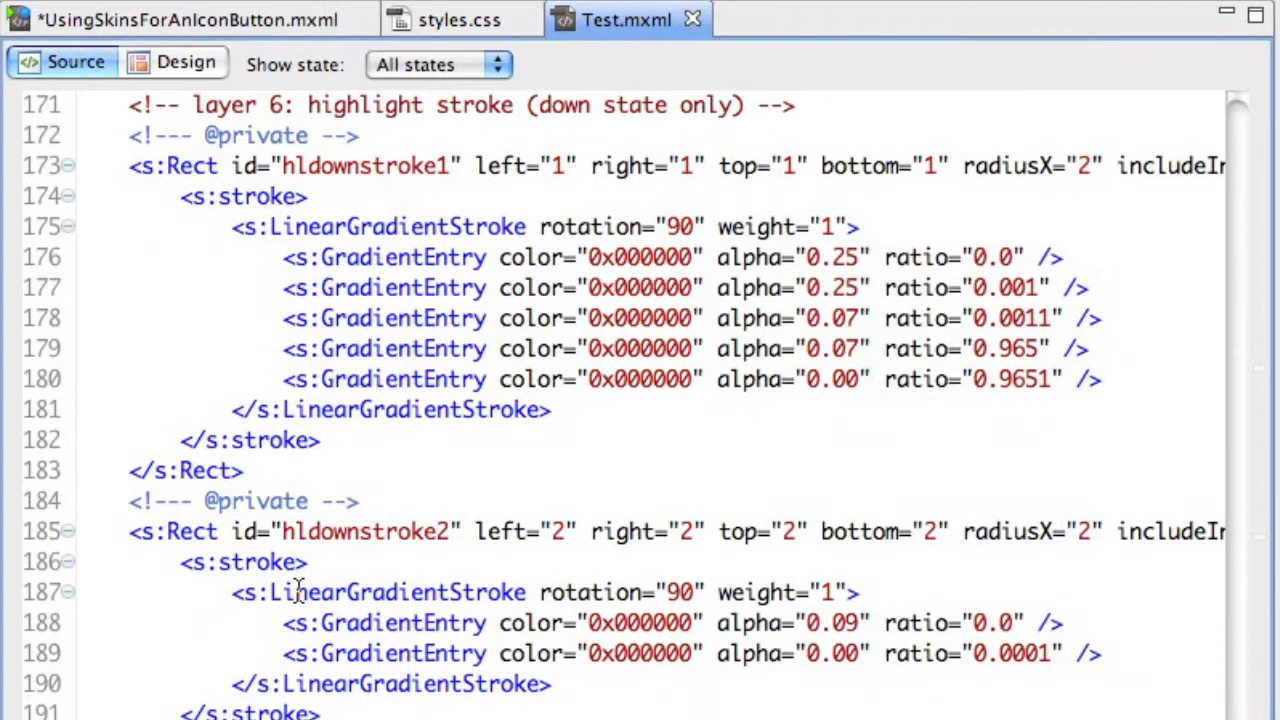 *UsingSkinsForAnIconButton.mxml styles.css Test.mxml
Source Design Show state: All states
171 <!-- layer 6: highlight stroke (down state only) -->
172 <!--- @private -->
173 <s:Rect id="hldownstroke1" left="1" right="1" top="1" bottom="1" radiusX="2" includeIn
174 <s:stroke>
175 <s:LinearGradientStroke rotation="90" weight="1">
176 <s:GradientEntry color="0x000000" alpha="0.25" ratio="0.0" />
177 <s:GradientEntry color="0x000000" alpha="0.25" ratio="0.001" />
178 <s:GradientEntry color="0x000000" alpha="0.07" ratio="0.0011" />
179 <s:GradientEntry color="0x000000" alpha="0.07" ratio="0.965" />
180 <s:GradientEntry color="0x000000" alpha="0.00" ratio="0.9651" />
181 </s:LinearGradientStroke>
182 </s:stroke>
183 </s:Rect>
184 <!--- @private -->
185 <s:Rect id="hldownstroke2" left="2" right="2" top="2" bottom="2" radiusX="2" includeIn
186 <s:stroke>
187 <s:LinearGradientStroke rotation="90" weight="1">
188 <s:GradientEntry color="0x000000" alpha="0.09" ratio="0.0" />
189 <s:GradientEntry color="0x000000" alpha="0.00" ratio="0.0001" />
190 </s:LinearGradientStroke>
191 </s:stroke>